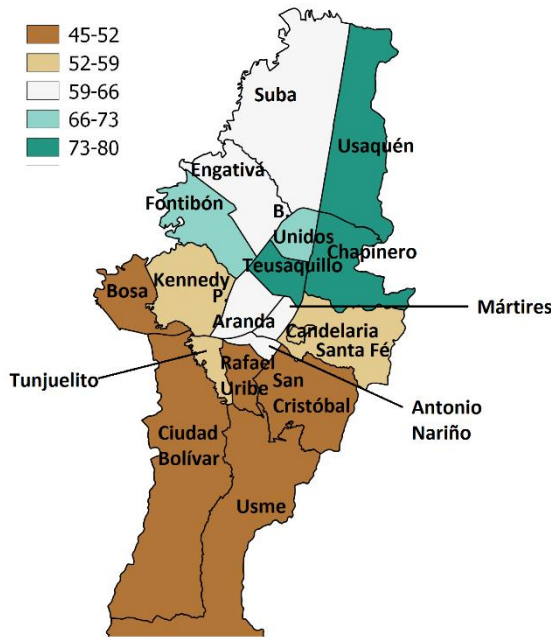 45-52
52-59
59-66
66-73
73-80
Suba
Usaquén
Engativá
Fontibón
B.
Unidos
Chapinero
Teusaquillo
Kennedy
Bosa
P.
Aranda
Mártires
Candelaria
Santa Fé
Tunjuelito
Rafael
Uribe
San
Cristóbal
Antonio
Nariño
Ciudad
Bolívar
Usme